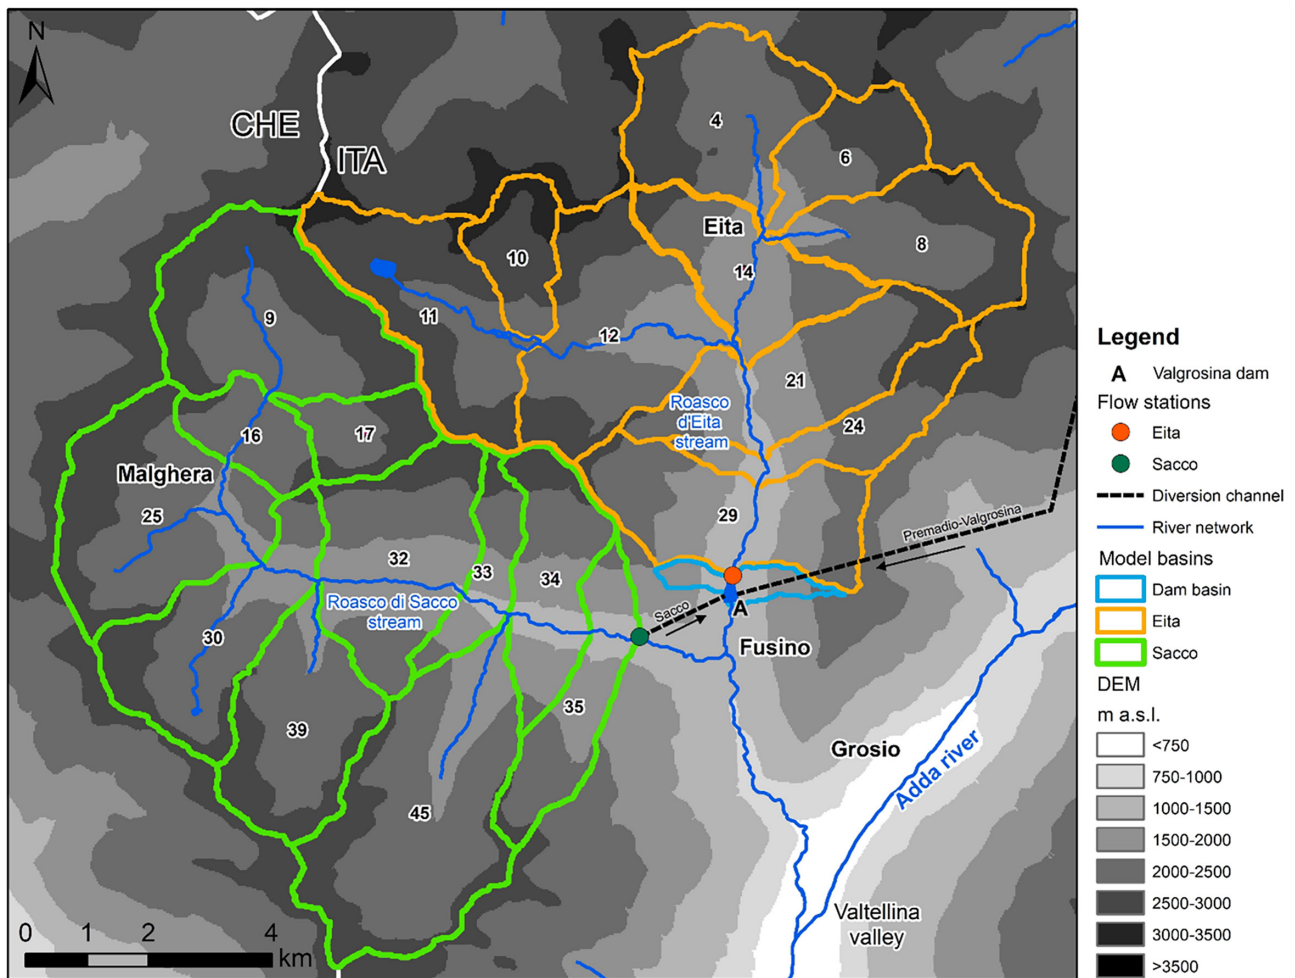 N
CHE
ITA
4
6
Eita
8
10
14
9
11
12
21
Roasco
d'Eita
stream
24
16
17
Malghera
25
29
Premadio-Valgrosina
32
33
34
Roasco di Sacco
stream
Sacco
A
30
Fusino
35
39
Grosio
Adda river
45
Valtellina
valley
0 1 2 4
km
Legend
A Valgrosina dam
Flow stations
Eita
Sacco
Diversion channel
River network
Model basins
Dam basin
Eita
Sacco
DEM
m a.s.l.
<750
750-1000
1000-1500
1500-2000
2000-2500
2500-3000
3000-3500
>3500